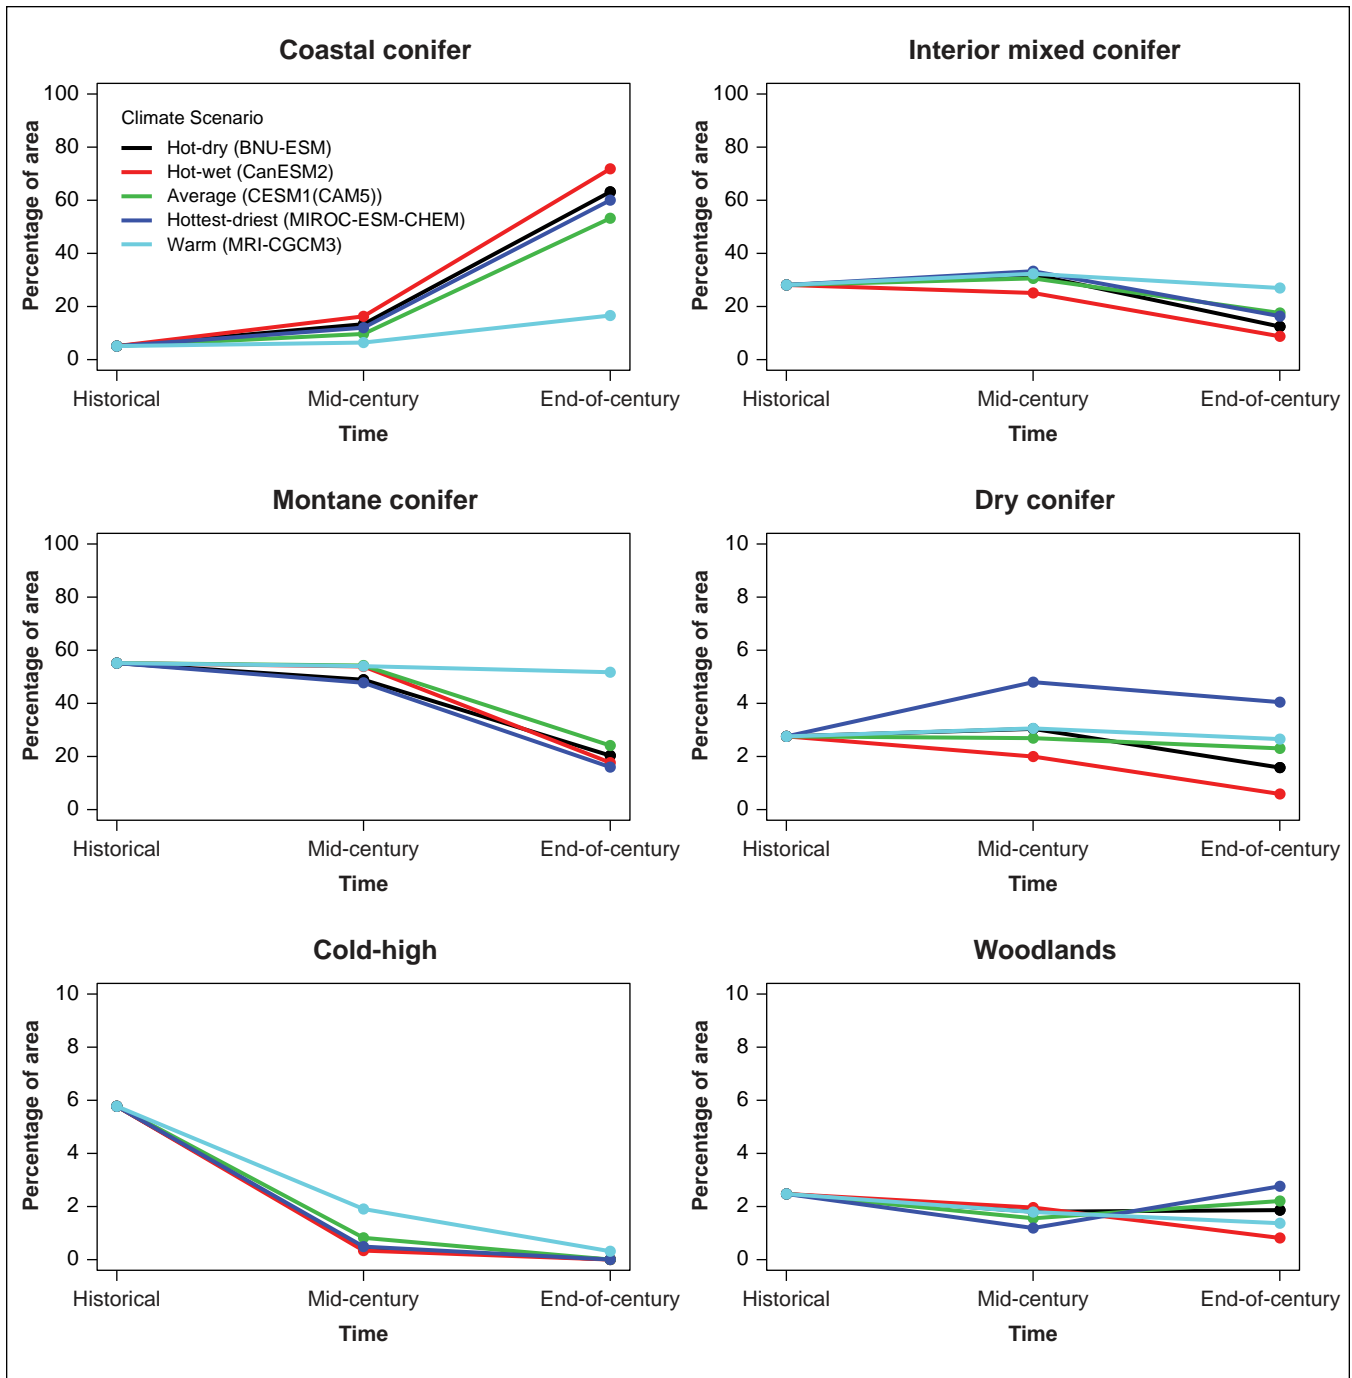 Coastal conifer
Percentage of area
100
80
60
40
20
0
Climate Scenario
Hot-dry (BNU-ESM)
Hot-wet (CanESM2)
Average (CESM1(CAM5))
Hottest-driest (MIROC-ESM-CHEM)
Warm (MRI-CGCM3)
Historical
Mid-century
End-of-century
Time
Interior mixed conifer
Percentage of area
100
80
60
40
20
0
Historical
Mid-century
End-of-century
Time
Montane conifer
Percentage of area
100
80
60
40
20
0
Historical
Mid-century
End-of-century
Time
Dry conifer
Percentage of area
10
8
6
4
2
0
Historical
Mid-century
End-of-century
Time
Cold-high
Percentage of area
10
8
6
4
2
0
Historical
Mid-century
End-of-century
Time
Woodlands
Percentage of area
10
8
6
4
2
0
Historical
Mid-century
End-of-century
Time